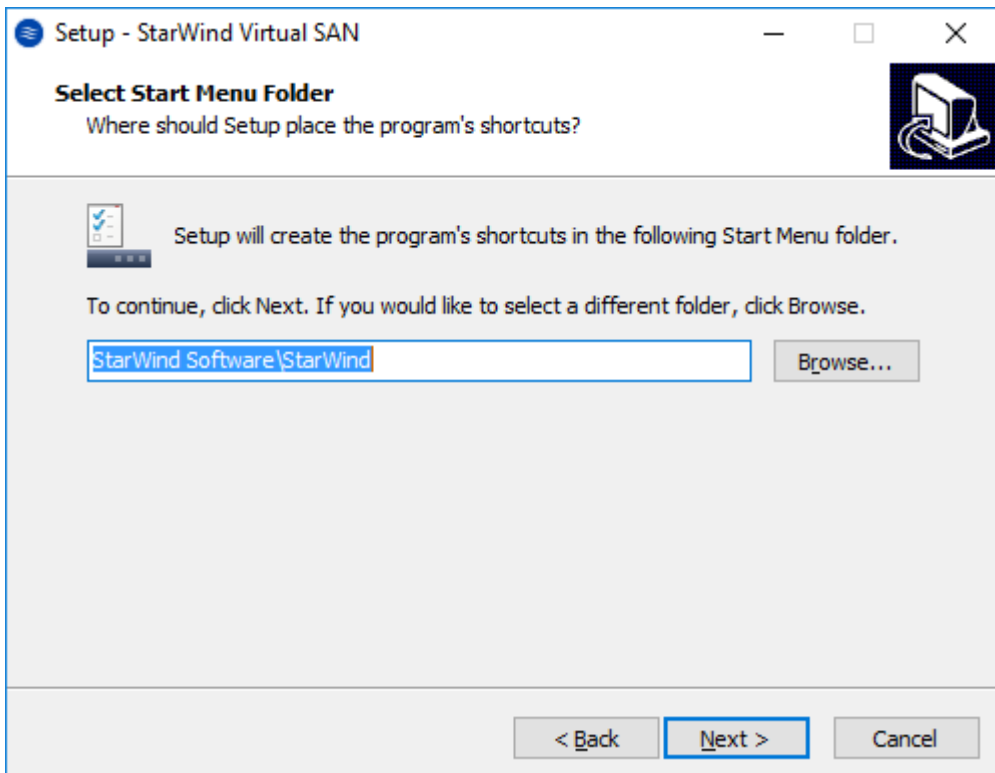 Setup - StarWind Virtual SAN
Select Start Menu Folder
Where should Setup place the program's shortcuts?
Setup will create the program's shortcuts in the following Start Menu folder.
To continue, click Next. If you would like to select a different folder, click Browse.
StarWind Software\StarWind
Browse...
< Back
Next >
Cancel